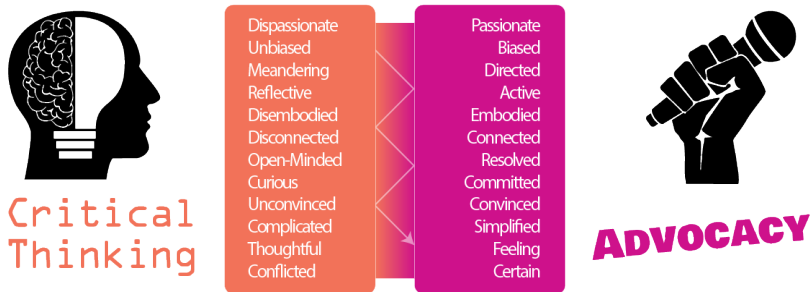 Critical
Thinking
Dispassionate
Unbiased
Meandering
Reflective
Disembodied
Disconnected
Open-Minded
Curious
Unconvinced
Complicated
Thoughtful
Conflicted
Passionate
Biased
Directed
Active
Embodied
Connected
Resolved
Committed
Convinced
Simplified
Feeling
Certain
ADVOCACY